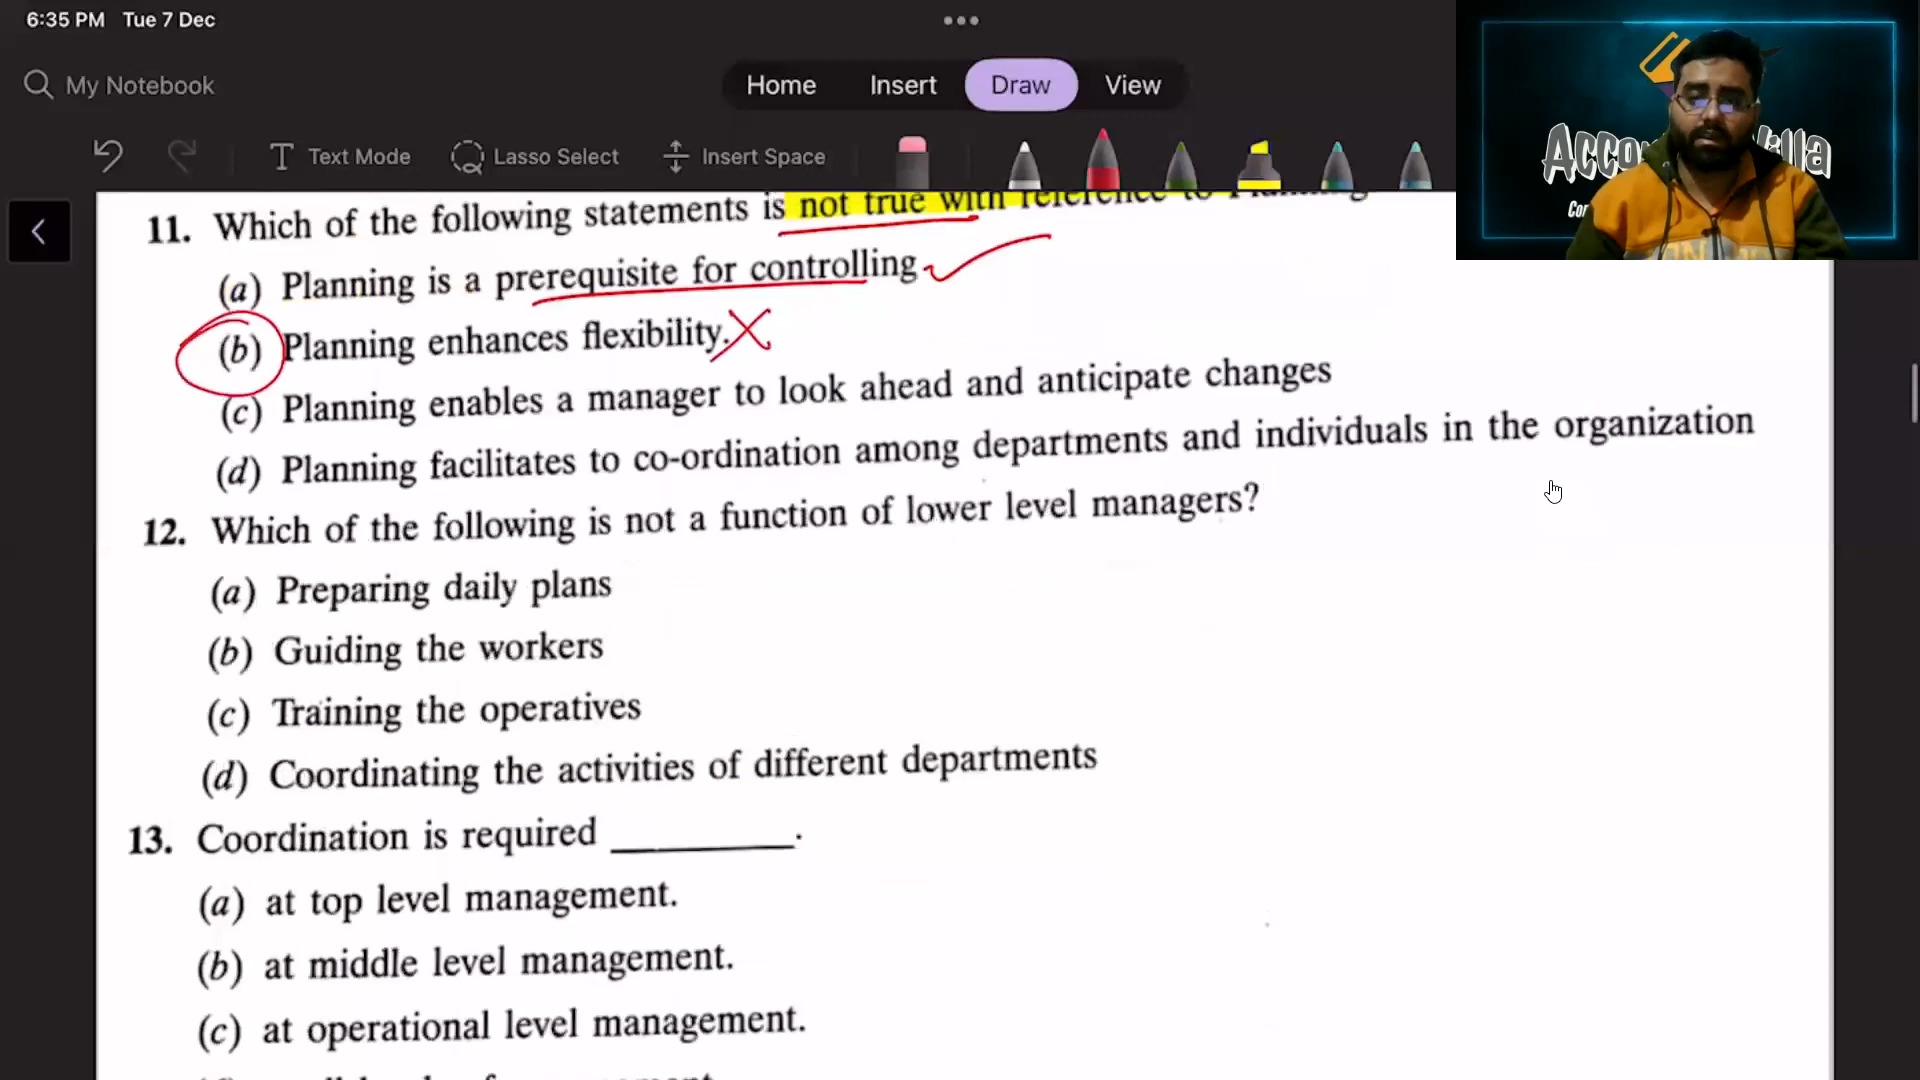 6:35 PM Tue 7 Dec
My Notebook
Home Insert Draw View
Text Mode Lasso Select Insert Space
11. Which of the following statements is not true with reference to Planning
(a) Planning is a prerequisite for controlling
(b) Planning enhances flexibility.
(c) Planning enables a manager to look ahead and anticipate changes
(d) Planning facilitates to co-ordination among departments and individuals in the organization
12. Which of the following is not a function of lower level managers?
(a) Preparing daily plans
(b) Guiding the workers
(c) Training the operatives
(d) Coordinating the activities of different departments
13. Coordination is required _________.
(a) at top level management.
(b) at middle level management.
(c) at operational level management.